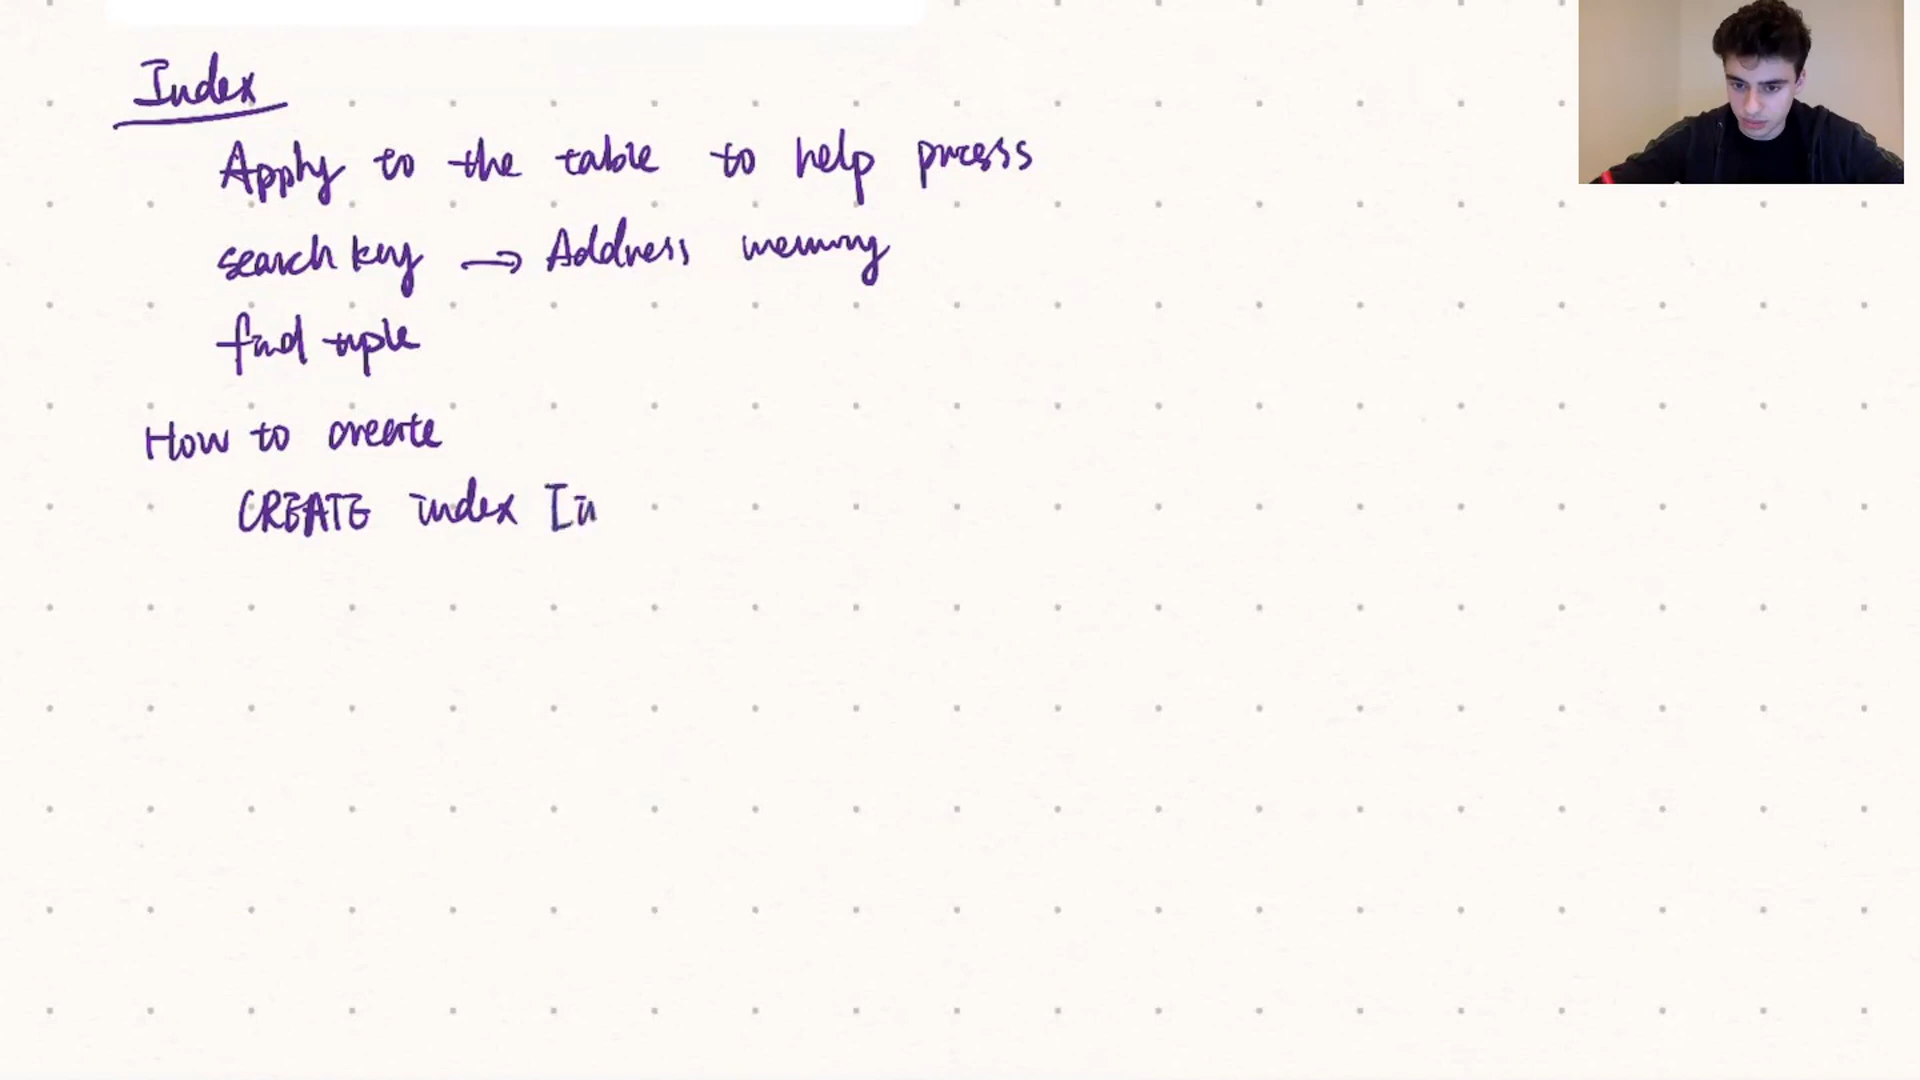 Index
Apply to the table to help process
search key → Address memory
find tuple
How to create
CREATE index [in